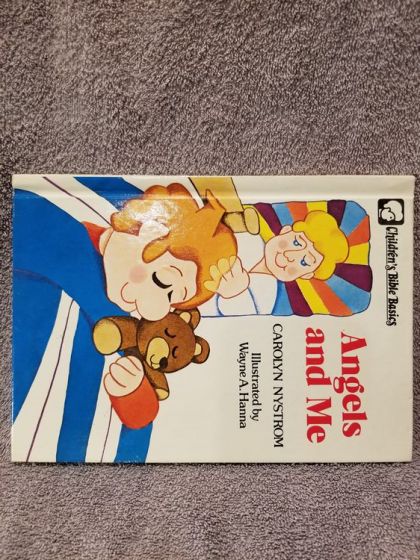 Children's Bible Basics
Angels
and Me
CAROLYN NYSTROM
Illustrated by
Wayne A. Hanna